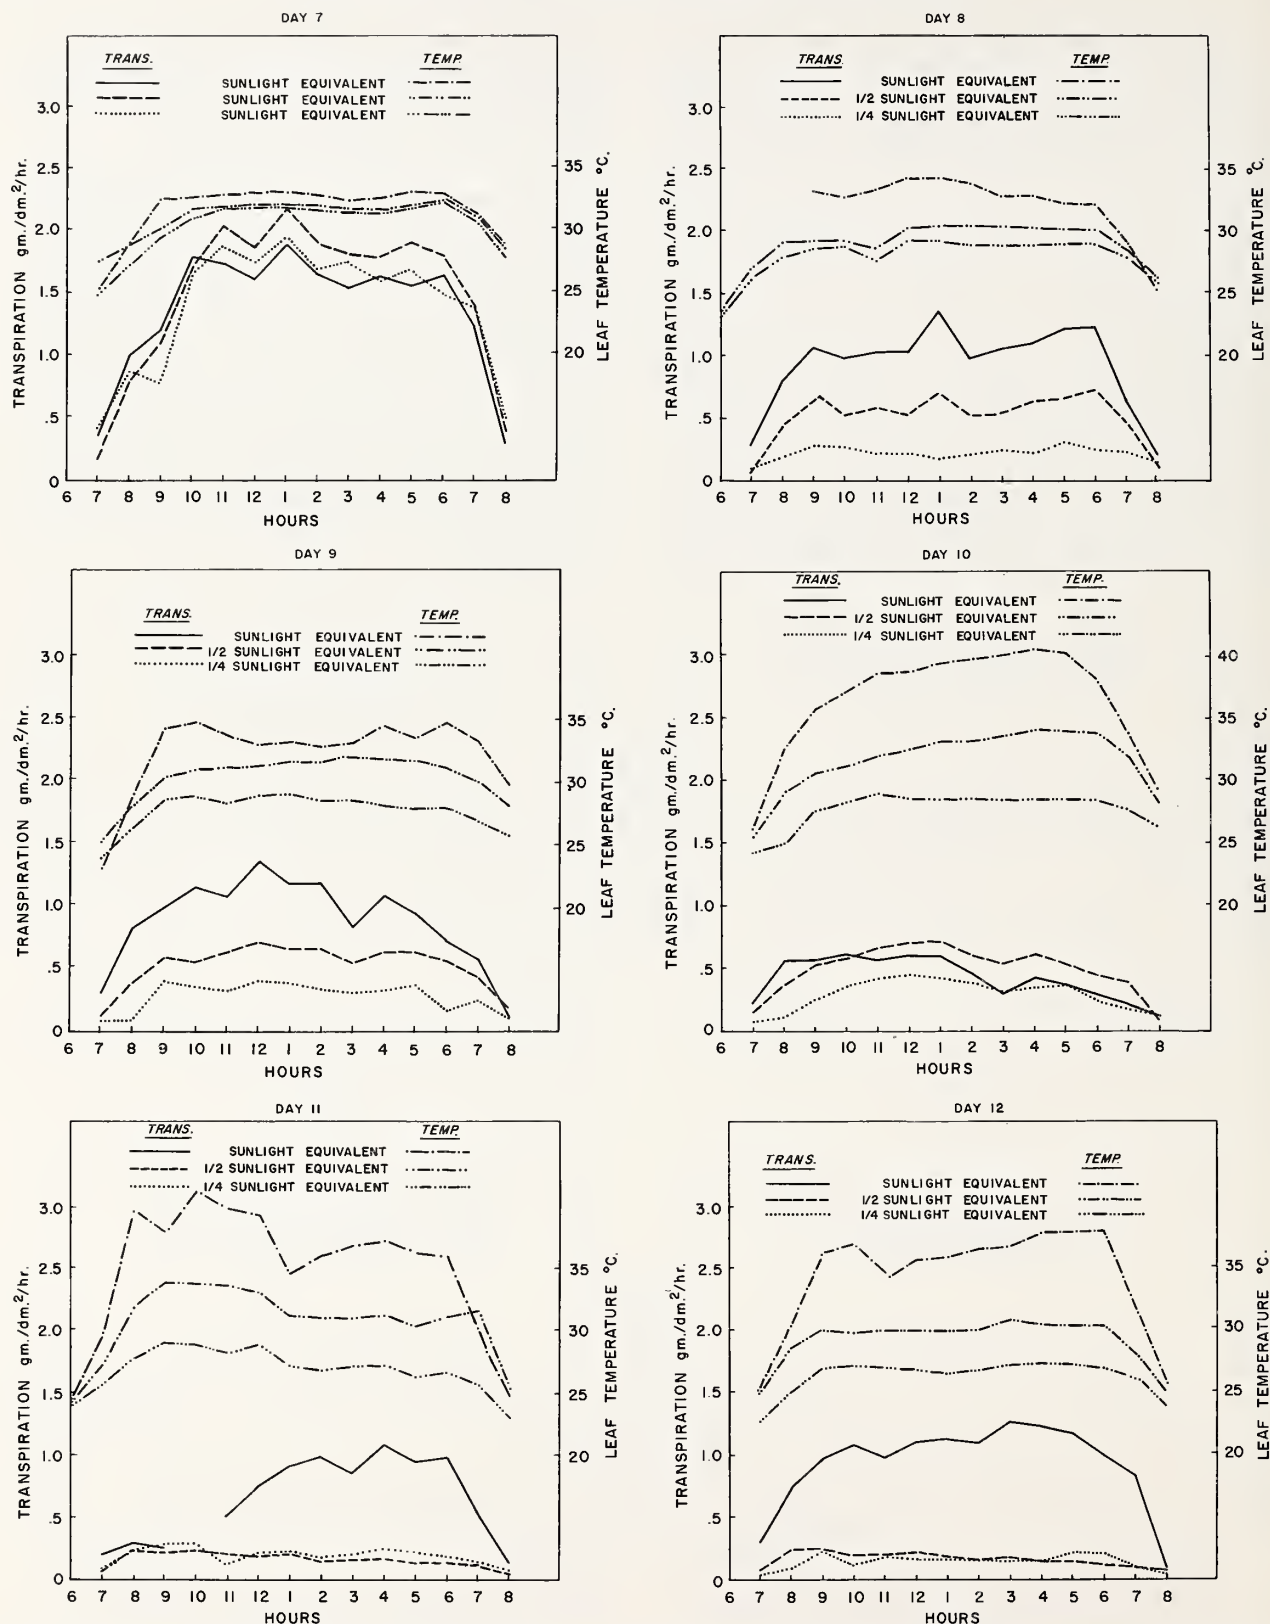 DAY 7
TRANS. TEMP.
SUNLIGHT EQUIVALENT
SUNLIGHT EQUIVALENT
SUNLIGHT EQUIVALENT
TRANSPIRATION gm./dm.²/hr.
3.0
2.5
2.0
1.5
1.0
.5
0
35
30
25
20
LEAF TEMPERATURE °C.
6 7 8 9 10 11 12 1 2 3 4 5 6 7 8
HOURS
DAY 8
TRANS. TEMP.
SUNLIGHT EQUIVALENT
1/2 SUNLIGHT EQUIVALENT
1/4 SUNLIGHT EQUIVALENT
TRANSPIRATION gm./dm.²/hr.
3.0
2.5
2.0
1.5
1.0
.5
0
35
30
25
20
LEAF TEMPERATURE °C.
6 7 8 9 10 11 12 1 2 3 4 5 6 7 8
HOURS
DAY 9
TRANS. TEMP.
SUNLIGHT EQUIVALENT
1/2 SUNLIGHT EQUIVALENT
1/4 SUNLIGHT EQUIVALENT
TRANSPIRATION gm./dm.²/hr.
3.0
2.5
2.0
1.5
1.0
.5
0
35
30
25
20
LEAF TEMPERATURE °C.
6 7 8 9 10 11 12 1 2 3 4 5 6 7 8
HOURS
DAY 10
TRANS. TEMP.
SUNLIGHT EQUIVALENT
1/2 SUNLIGHT EQUIVALENT
1/4 SUNLIGHT EQUIVALENT
TRANSPIRATION gm./dm.²/hr.
3.0
2.5
2.0
1.5
1.0
.5
0
40
35
30
25
20
LEAF TEMPERATURE °C.
6 7 8 9 10 11 12 1 2 3 4 5 6 7 8
HOURS
DAY 11
TRANS. TEMP.
SUNLIGHT EQUIVALENT
1/2 SUNLIGHT EQUIVALENT
1/4 SUNLIGHT EQUIVALENT
TRANSPIRATION gm./dm.²/hr.
3.0
2.5
2.0
1.5
1.0
.5
0
35
30
25
20
LEAF TEMPERATURE °C.
6 7 8 9 10 11 12 1 2 3 4 5 6 7 8
HOURS
DAY 12
TRANS. TEMP.
SUNLIGHT EQUIVALENT
1/2 SUNLIGHT EQUIVALENT
1/4 SUNLIGHT EQUIVALENT
TRANSPIRATION gm./dm.²/hr.
3.0
2.5
2.0
1.5
1.0
.5
0
35
30
25
20
LEAF TEMPERATURE °C.
6 7 8 9 10 11 12 1 2 3 4 5 6 7 8
HOURS